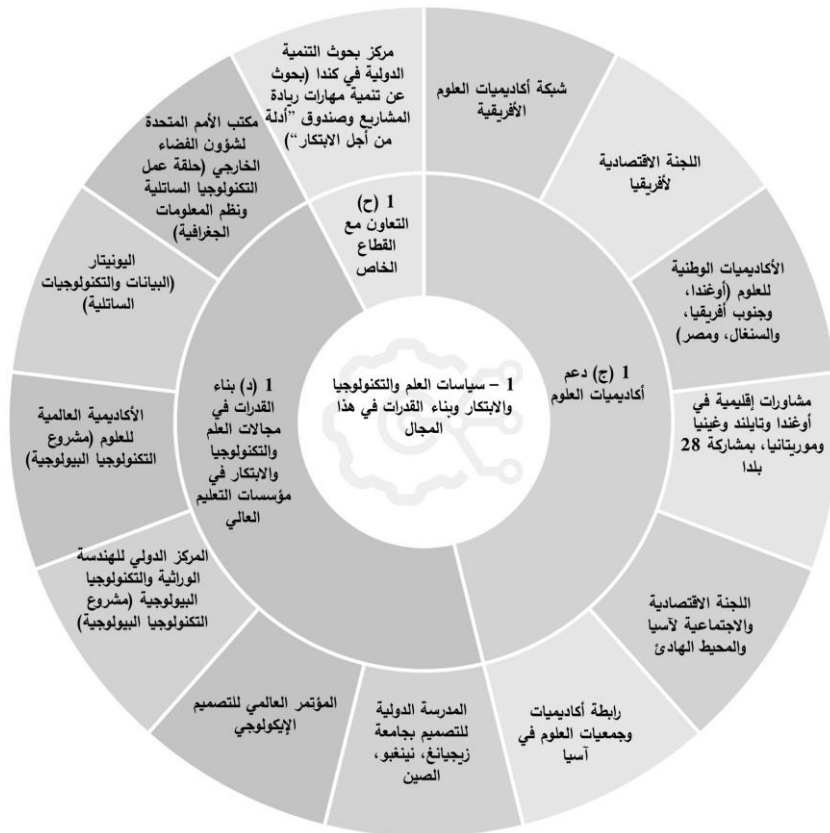 1 – سياسات العلم والتكنولوجيا
والابتكار وبناء القدرات في هذا
المجال
1 (ج) دعم
أكاديميات العلوم
شبكة أكاديميات العلوم
الأفريقية
اللجنة الاقتصادية
لأفريقيا
الأكاديميات الوطنية
للعلوم (أوغندا،
وجنوب أفريقيا،
والسنغال، ومصر)
مشاورات إقليمية في
أوغندا وتايلند وغينيا
وموريتانيا، بمشاركة 28
بلدا
اللجنة الاقتصادية
والاجتماعية لآسيا
والمحيط الهادئ
رابطة أكاديميات
وجمعيات العلوم في
آسيا
1 (د) بناء
القدرات في
مجالات العلم
والتكنولوجيا
والابتكار في
مؤسسات التعليم
العالي
المدرسة الدولية
للتصميم بجامعة
زيجيانغ، نينغبو،
الصين
المؤتمر العالمي للتصميم
الإيكولوجي
المركز الدولي للهندسة
الوراثية والتكنولوجيا
البيولوجية (مشروع
التكنولوجيا البيولوجية)
الأكاديمية العالمية
للعلوم (مشروع
التكنولوجيا البيولوجية)
اليونيتار
(البيانات والتكنولوجيات
الساتلية)
مكتب الأمم المتحدة
لشؤون الفضاء
الخارجي (حلقة عمل
التكنولوجيا الساتلية
ونظم المعلومات
الجغرافية)
1 (ح)
التعاون مع
القطاع
الخاص
مركز بحوث التنمية
الدولية في كندا (بحوث
عن تنمية مهارات ريادة
المشاريع وصندوق ”أدلة
من أجل الابتكار“)